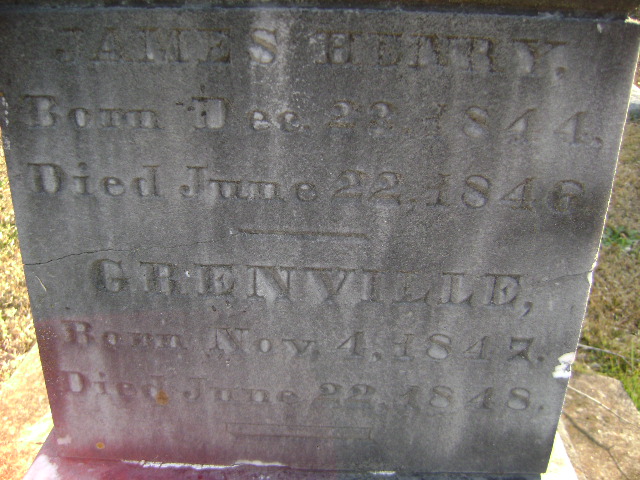 JAMES HENRY.
Born Dec. 22, 1844,
Died June 22, 1846.
GRENVILLE,
Born Nov. 4, 1847,
Died June 22, 1848.